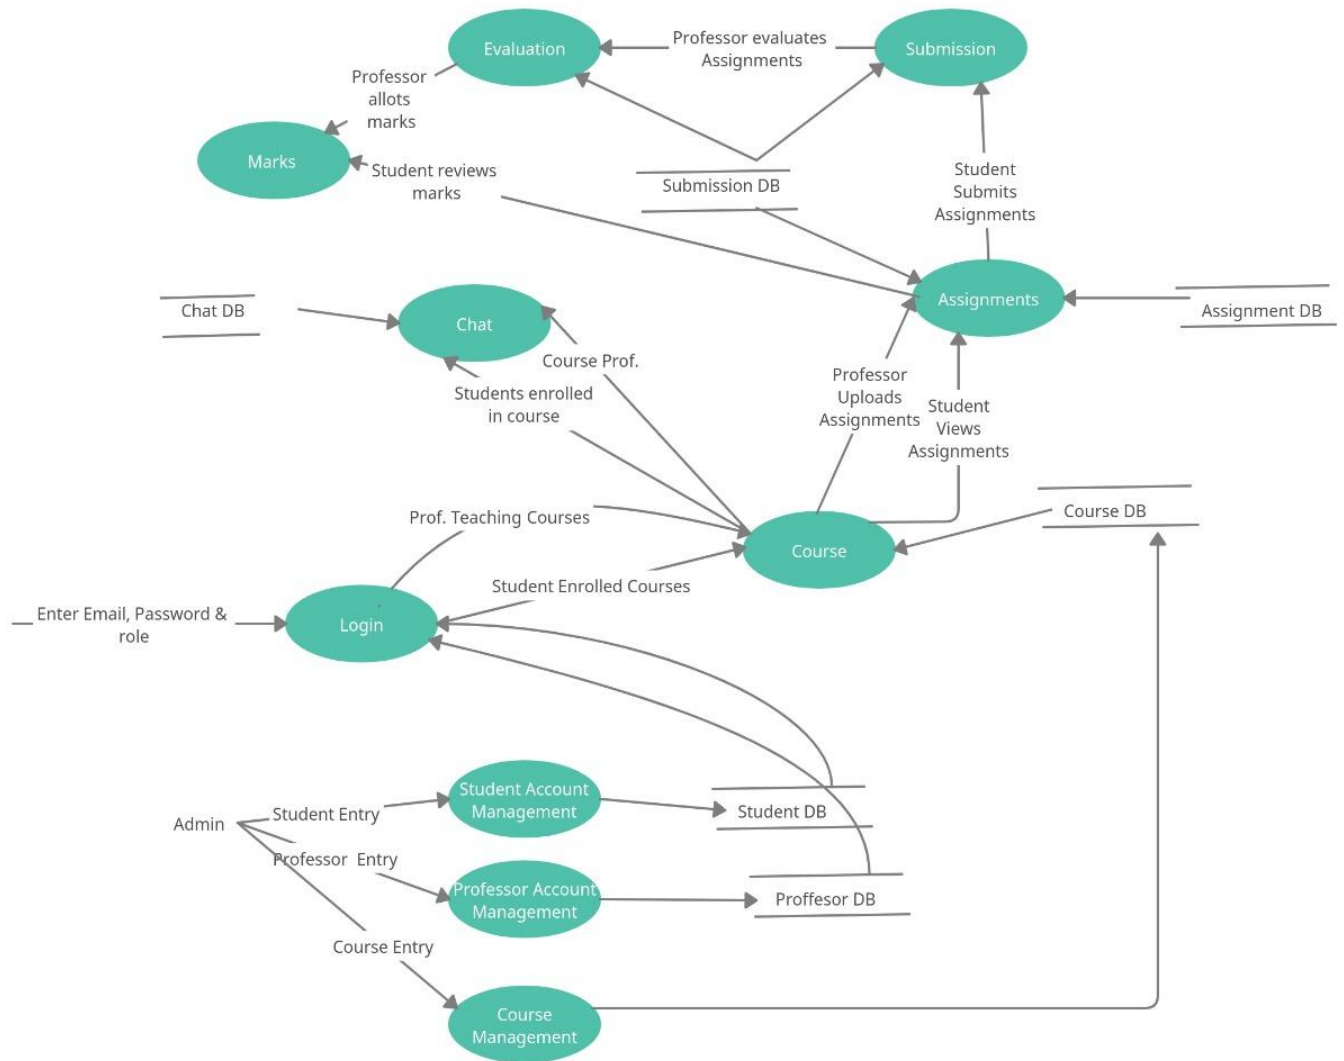 Evaluation
Professor evaluates
Assignments
Submission
Professor
allots
marks
Marks
Student reviews
marks
Submission DB
Student
Submits
Assignments
Chat DB
Chat
Assignments
Assignment DB
Course Prof.
Students enrolled
in course
Professor
Uploads
Assignments
Student
Views
Assignments
Prof. Teaching Courses
Course
Course DB
Student Enrolled Courses
Enter Email, Password &
role
Login
Admin
Student Entry
Student Account
Management
Student DB
Professor Entry
Professor Account
Management
Proffesor DB
Course Entry
Course
Management